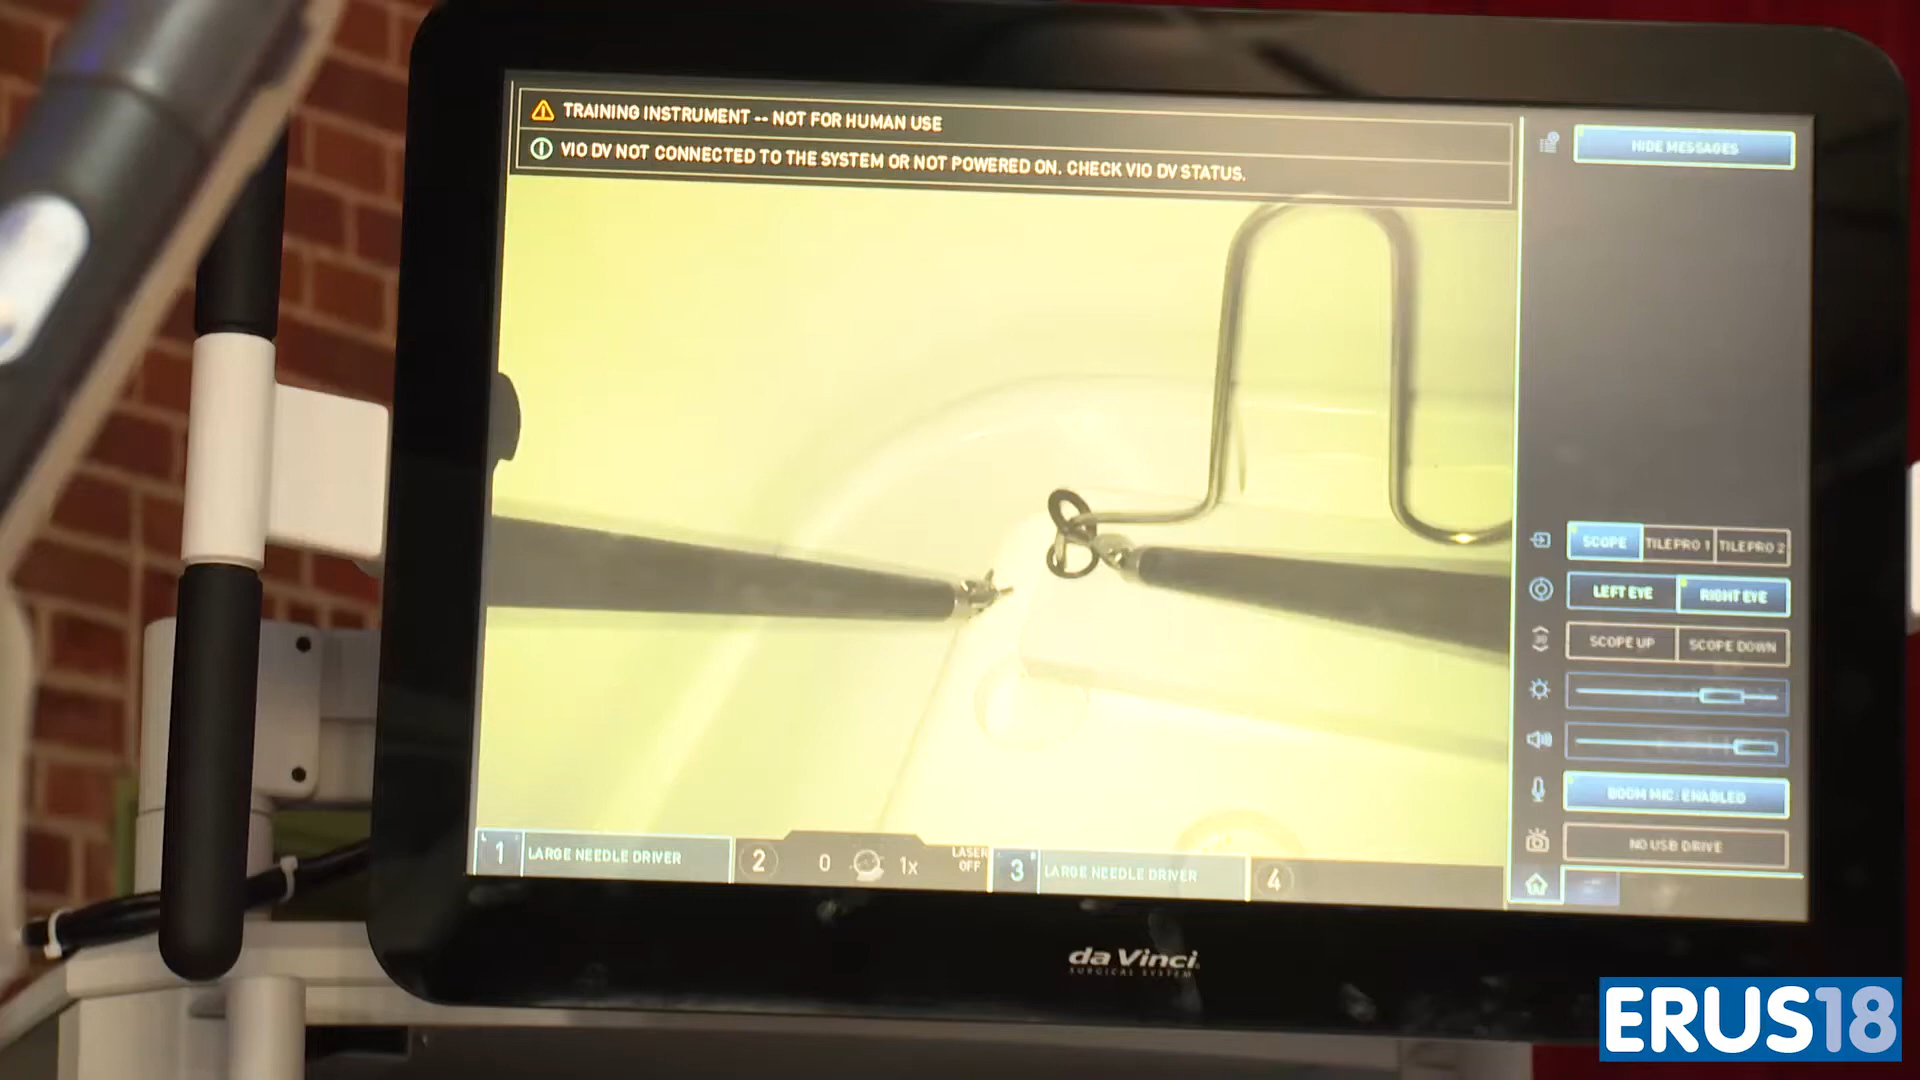 TRAINING INSTRUMENT -- NOT FOR HUMAN USE
VIO DV NOT CONNECTED TO THE SYSTEM OR NOT POWERED ON. CHECK VIO DV STATUS.
HIDE MESSAGES
SCOPE TILEPRO 1 TILEPRO 2
LEFT EYE RIGHT EYE
30
SCOPE UP SCOPE DOWN
BOOM MIC: ENABLED
NO USB DRIVE
1 LARGE NEEDLE DRIVER 2 0 1x LASER OFF 3 LARGE NEEDLE DRIVER 4
da Vinci
SURGICAL SYSTEM
ERUS18